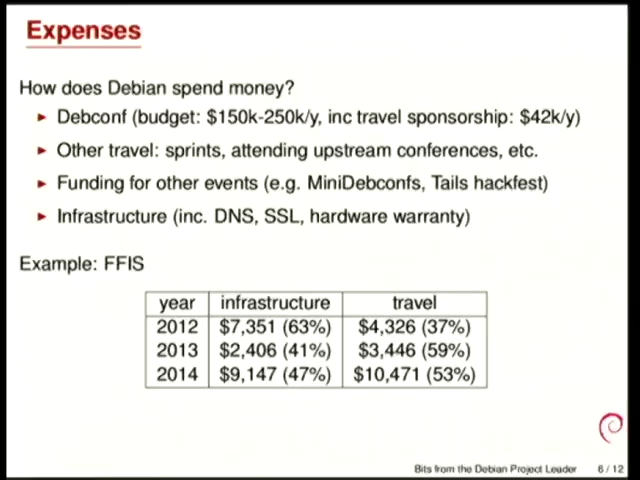 Expenses
How does Debian spend money?
► Debconf (budget: $150k-250k/y, inc travel sponsorship: $42k/y)
► Other travel: sprints, attending upstream conferences, etc.
► Funding for other events (e.g. MiniDebconfs, Tails hackfest)
► Infrastructure (inc. DNS, SSL, hardware warranty)
Example: FFIS
year infrastructure travel
2012 $7,351 (63%) $4,326 (37%)
2013 $2,406 (41%) $3,446 (59%)
2014 $9,147 (47%) $10,471 (53%)
Bits from the Debian Project Leader 6 / 12